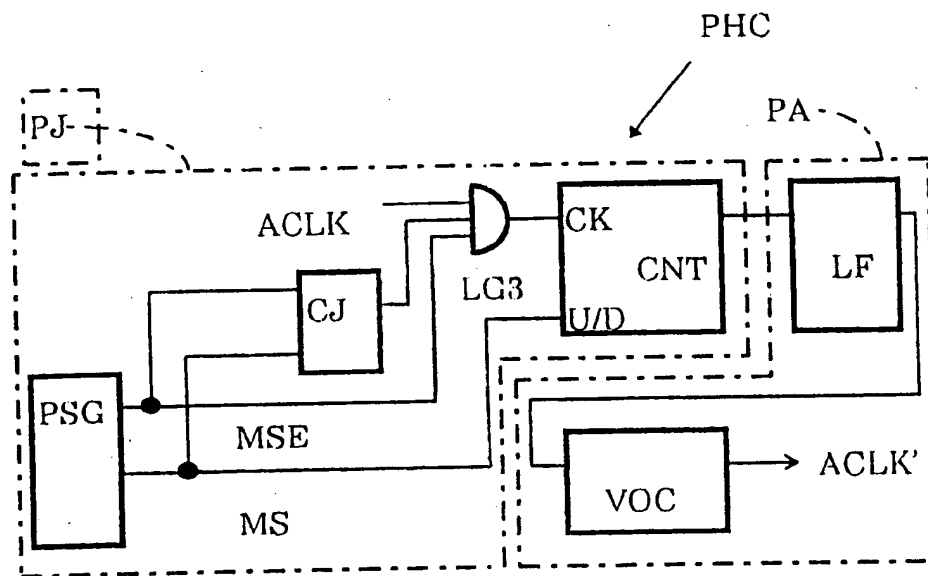 PHC
PJ
PA
ACLK
CK
CNT
LF
LG3
CJ
U/D
PSG
MSE
ACLK'
VOC
MS